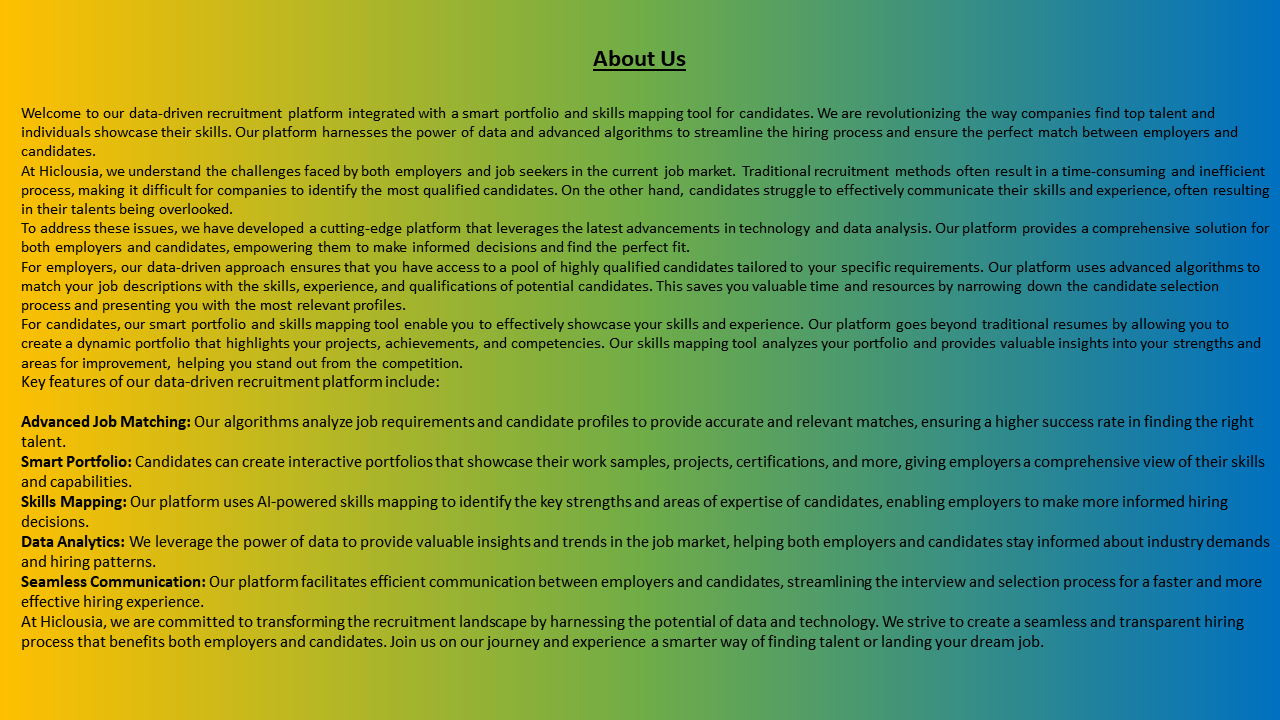 About Us
Welcome to our data-driven recruitment platform integrated with a smart portfolio and skills mapping tool for candidates. We are revolutionizing the way companies find top talent and
individuals showcase their skills. Our platform harnesses the power of data and advanced algorithms to streamline the hiring process and ensure the perfect match between employers and
candidates.
At Hiclousia, we understand the challenges faced by both employers and job seekers in the current job market. Traditional recruitment methods often result in a time-consuming and inefficient
process, making it difficult for companies to identify the most qualified candidates. On the other hand, candidates struggle to effectively communicate their skills and experience, often resulting
in their talents being overlooked.
To address these issues, we have developed a cutting-edge platform that leverages the latest advancements in technology and data analysis. Our platform provides a comprehensive solution for
both employers and candidates, empowering them to make informed decisions and find the perfect fit.
For employers, our data-driven approach ensures that you have access to a pool of highly qualified candidates tailored to your specific requirements. Our platform uses advanced algorithms to
match your job descriptions with the skills, experience, and qualifications of potential candidates. This saves you valuable time and resources by narrowing down the candidate selection
process and presenting you with the most relevant profiles.
For candidates, our smart portfolio and skills mapping tool enable you to effectively showcase your skills and experience. Our platform goes beyond traditional resumes by allowing you to
create a dynamic portfolio that highlights your projects, achievements, and competencies. Our skills mapping tool analyzes your portfolio and provides valuable insights into your strengths and
areas for improvement, helping you stand out from the competition.
Key features of our data-driven recruitment platform include:
Advanced Job Matching: Our algorithms analyze job requirements and candidate profiles to provide accurate and relevant matches, ensuring a higher success rate in finding the right
talent.
Smart Portfolio: Candidates can create interactive portfolios that showcase their work samples, projects, certifications, and more, giving employers a comprehensive view of their skills
and capabilities.
Skills Mapping: Our platform uses AI-powered skills mapping to identify the key strengths and areas of expertise of candidates, enabling employers to make more informed hiring
decisions.
Data Analytics: We leverage the power of data to provide valuable insights and trends in the job market, helping both employers and candidates stay informed about industry demands
and hiring patterns.
Seamless Communication: Our platform facilitates efficient communication between employers and candidates, streamlining the interview and selection process for a faster and more
effective hiring experience.
At Hiclousia, we are committed to transforming the recruitment landscape by harnessing the potential of data and technology. We strive to create a seamless and transparent hiring
process that benefits both employers and candidates. Join us on our journey and experience a smarter way of finding talent or landing your dream job.